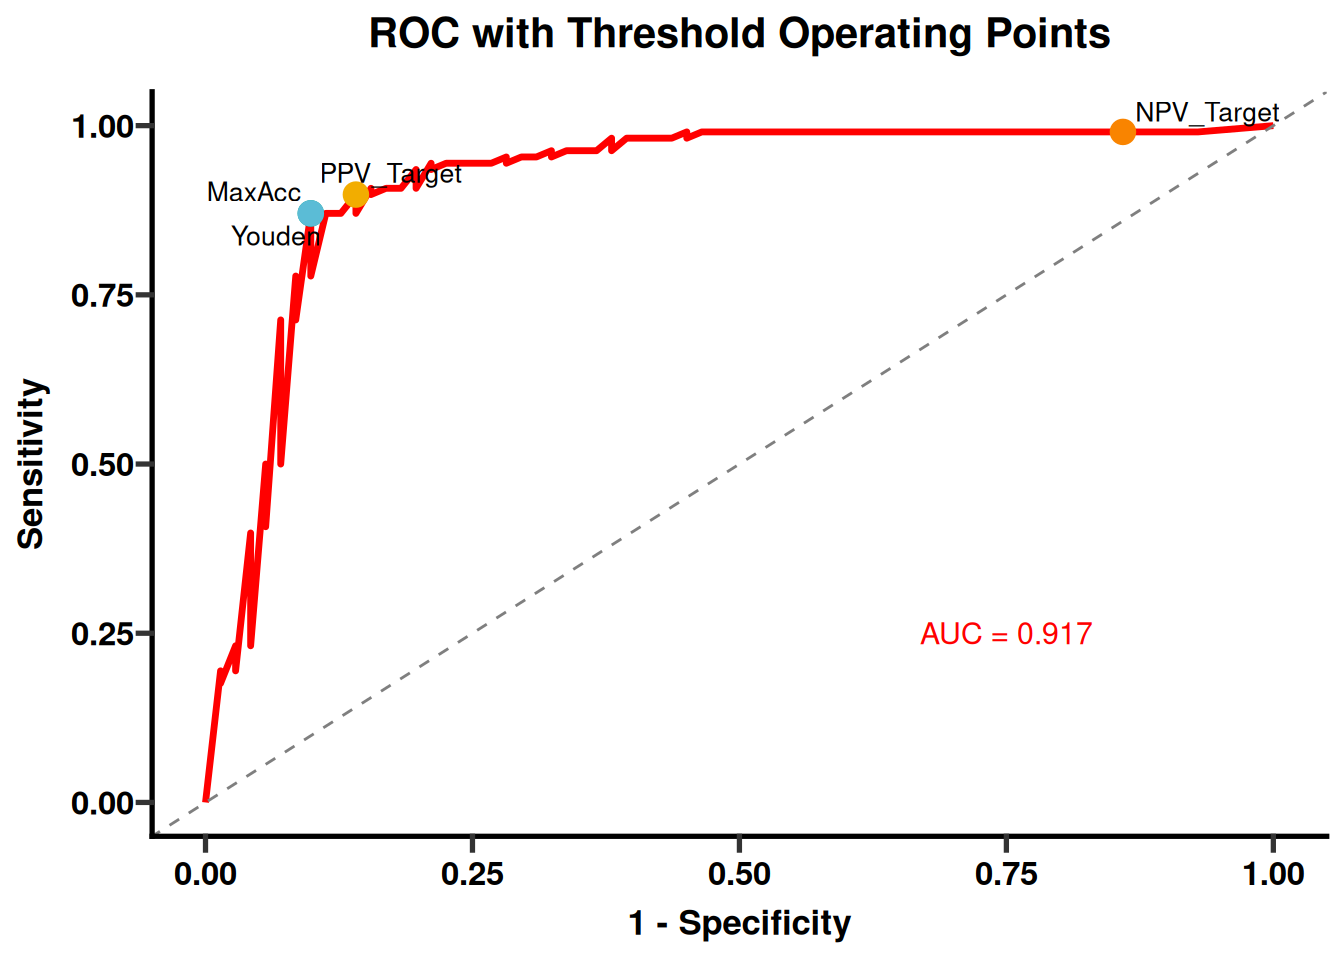 ROC with Threshold Operating Points
NPV_Target
1.00
PPV_Target
MaxAcc
Youden
0.75
0.50
Sensitivity
0.25
AUC = 0.917
0.00
0.00 0.25 0.50 0.75 1.00
1 - Specificity